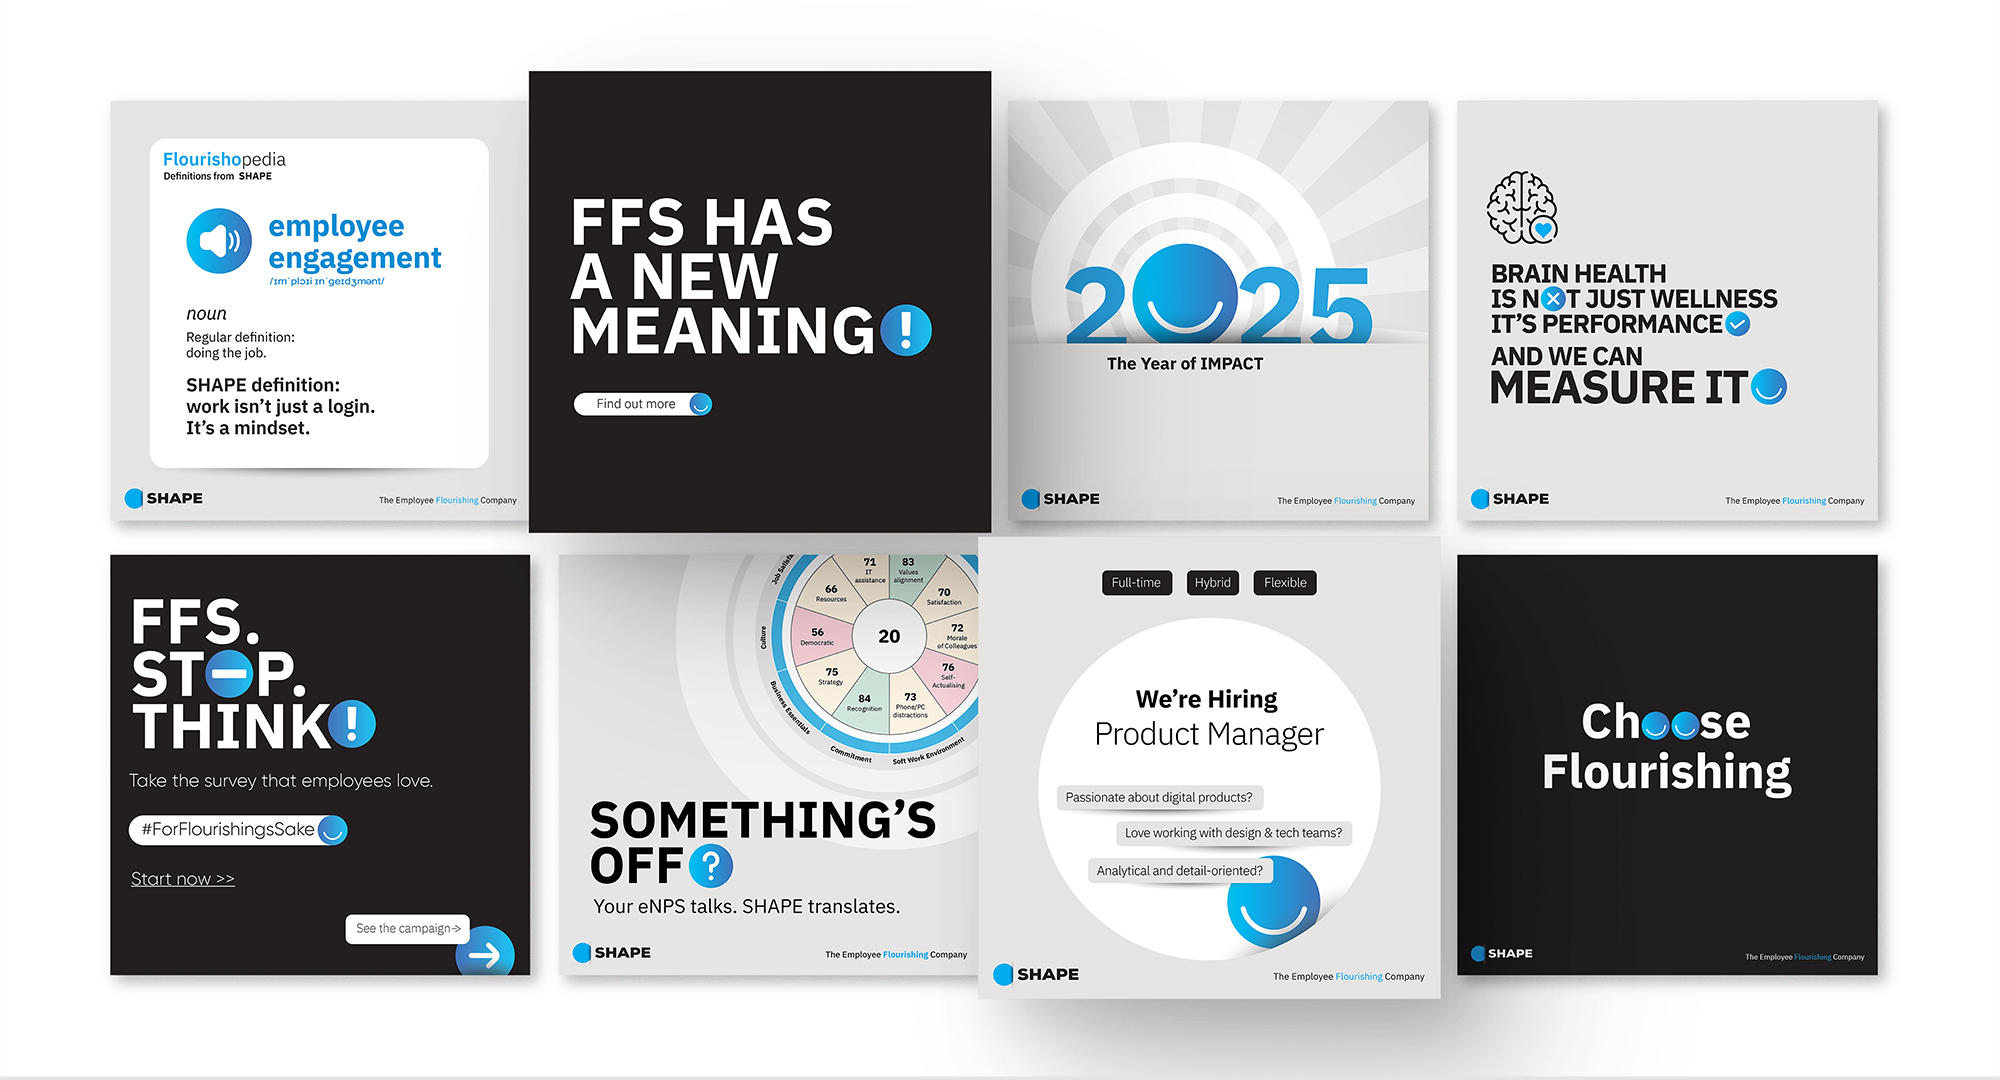 Flourishopedia
Definitions from SHAPE
employee
engagement
/ɪmˈplɔɪi ɪnˈɡeɪdʒmənt/
noun
Regular definition:
doing the job.
SHAPE definition:
work isn't just a login.
It's a mindset.
SHAPE
The Employee Flourishing Company
FFS HAS
A NEW
MEANING!
Find out more
2025
The Year of IMPACT
SHAPE
The Employee Flourishing Company
BRAIN HEALTH
IS NOT JUST WELLNESS
IT'S PERFORMANCE
AND WE CAN
MEASURE IT
SHAPE
The Employee Flourishing Company
FFS.
STOP.
THINK!
Take the survey that employees love.
#ForFlourishingsSake
Start now >>
See the campaign->
71
IT
assistance
83
Values
alignment
66
Resources
70
Satisfaction
56
Democratic
20
72
Morale
of Colleagues
75
Strategy
76
Self-
Actualising
84
Recognition
73
Phone/PC
distractions
Culture
Business Essentials
Commitment
Soft Work Environment
SOMETHING'S
OFF?
Your eNPS talks. SHAPE translates.
SHAPE
The Employee Flourishing Company
Full-time
Hybrid
Flexible
We're Hiring
Product Manager
Passionate about digital products?
Love working with design & tech teams?
Analytical and detail-oriented?
SHAPE
The Employee Flourishing Company
Choose
Flourishing
SHAPE
The Employee Flourishing Company